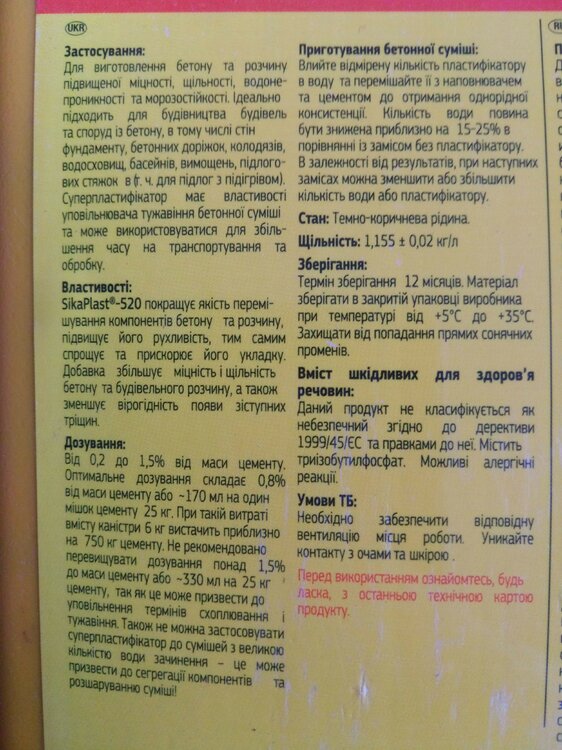 UKR
Застосування:
Для виготовлення бетону та розчину
підвищеної міцності, щільності, водоне-
проникності та морозостійкості. Ідеально
підходить для будівництва будівель
та споруд із бетону, в тому числі стін
фундаменту, бетонних доріжок, колодязів,
водосховищ, басейнів, вимощень, підлого-
вих стяжок в (т. ч. для підлог з підігрівом).
Суперпластифікатор має властивості
уповільнювача тужавіння бетонної суміші
та може використовуватися для збіль-
шення часу на транспортування та
обробку.
Властивості:
SikaPlast®-520 покращує якість перемі-
шування компонентів бетону та розчину,
підвищує його рухливість, тим самим
спрощує та прискорює його укладку.
Добавка збільшує міцність і щільність
бетону та будівельного розчину, а також
зменшує вірогідність появи зіступних
тріщин.
Дозування:
Від 0,2 до 1,5% від маси цементу.
Оптимальне дозування складає 0,8%
від маси цементу або ~170 мл на один
мішок цементу 25 кг. При такій витраті
вмісту каністри 6 кг вистачить приблизно
на 750 кг цементу. Не рекомендовано
перевищувати дозування понад 1,5%
до маси цементу або ~330 мл на 25 кг
цементу, так як це може призвести до
уповільнення термінів схоплювання і
тужавіння. Також не можна застосовувати
суперпластифікатор до сумішей з великою
кількістю води зачинення – це може
призвести до сегрегації компонентів та
розшаруванню суміші!
Приготування бетонної суміші:
Влийте відмірену кількість пластифікатору
в воду та перемішайте її з наповнювачем
та цементом до отримання однорідної
консистенції. Кількість води повина
бути знижена приблизно на 15-25% в
порівнянні із замісом без пластифікатору.
В залежності від результатів, при наступних
замісах можна зменшити або збільшити
кількість води або пластифікатору.
Стан: Темно-коричнева рідина.
Щільність: 1,155 ± 0,02 кг/л
Зберігання:
Термін зберігання 12 місяців. Матеріал
зберігати в закритій упаковці виробника
при температурі від +5°C до +35°C.
Захищати від попадання прямих сонячних
променів.
Вміст шкідливих для здоров'я
речовин:
Даний продукт не класифікується як
небезпечний згідно до дерективи
1999/45/ЄС та правками до неї. Містить
триізобутилфосфат. Можливі алергічні
реакції.
Умови ТБ:
Необхідно забезпечити відповідну
вентиляцію місця роботи. Уникайте
контакту з очами та шкірою .
Перед використанням ознайомтесь, будь
ласка, з останньою технічною картою
продукту.